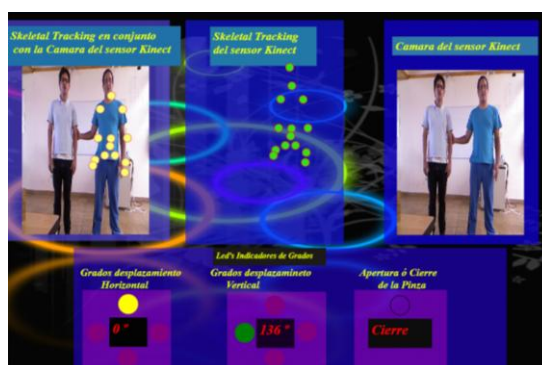 Skeletal Tracking en conjunto
con la Camara del sensor Kinect
Skeletal Tracking
del sensor Kinect
Camara del sensor Kinect
Led's Indicadores de Grados
Grados desplazamiento
Horizontal
Grados desplazamineto
Vertical
Apertura ó Cierre
de la Pinza
0 º
136 º
Cierre